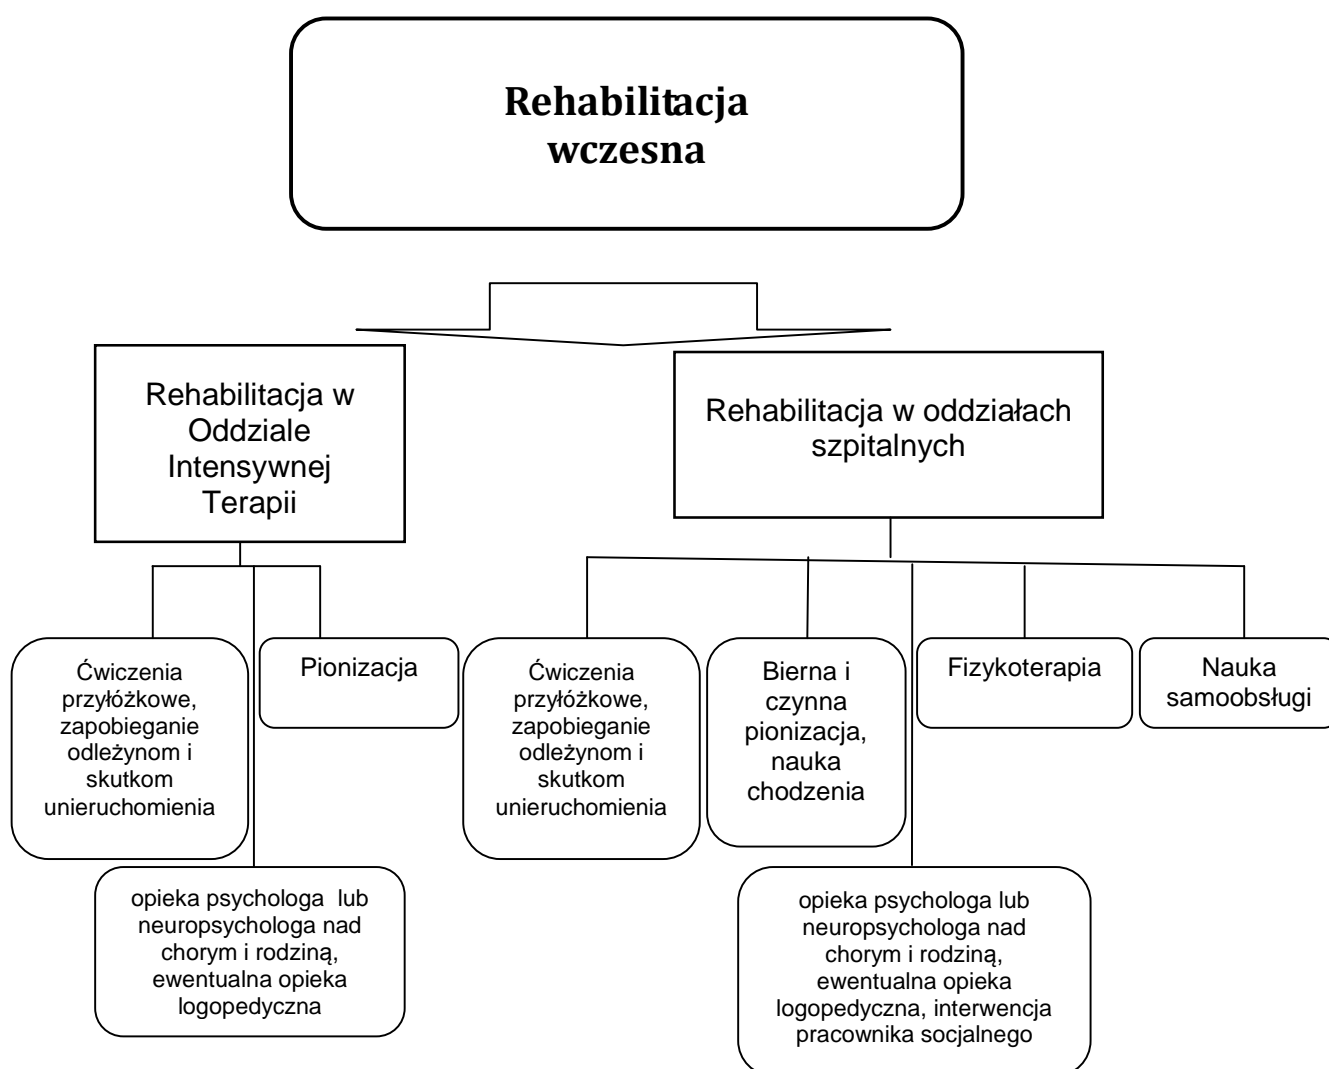 Rehabilitacja
wczesna
Rehabilitacja w
Oddziale
Intensywnej
Terapii
Rehabilitacja w oddziałach
szpitalnych
Ćwiczenia
przyłóżkowe,
zapobieganie
odleżynom i
skutkom
unieruchomienia
Pionizacja
Ćwiczenia
przyłóżkowe,
zapobieganie
odleżynom i
skutkom
unieruchomienia
Bierna i
czynna
pionizacja,
nauka
chodzenia
Fizykoterapia
Nauka
samoobsługi
opieka psychologa lub
neuropsychologa nad
chorym i rodziną,
ewentualna opieka
logopedyczna
opieka psychologa lub
neuropsychologa nad
chorym i rodziną,
ewentualna opieka
logopedyczna, interwencja
pracownika socjalnego